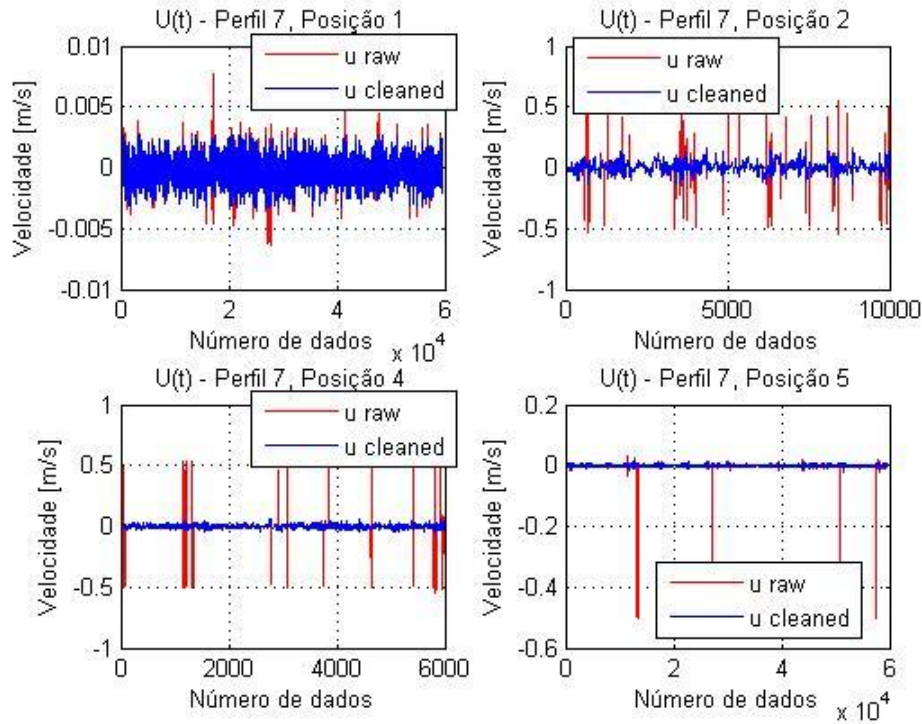 U(t) - Perfil 7, Posição 1
0.01
0.005
0
-0.005
-0.01
Velocidade [m/s]
u raw
u cleaned
0 2 4 6
x 10^4
Número de dados
U(t) - Perfil 7, Posição 2
1
0.5
0
-0.5
-1
Velocidade [m/s]
u raw
u cleaned
0 5000 10000
Número de dados
U(t) - Perfil 7, Posição 4
1
0.5
0
-0.5
-1
Velocidade [m/s]
u raw
u cleaned
0 2000 4000 6000
Número de dados
U(t) - Perfil 7, Posição 5
0.2
0
-0.2
-0.4
-0.6
Velocidade [m/s]
u raw
u cleaned
0 2 4 6
x 10^4
Número de dados